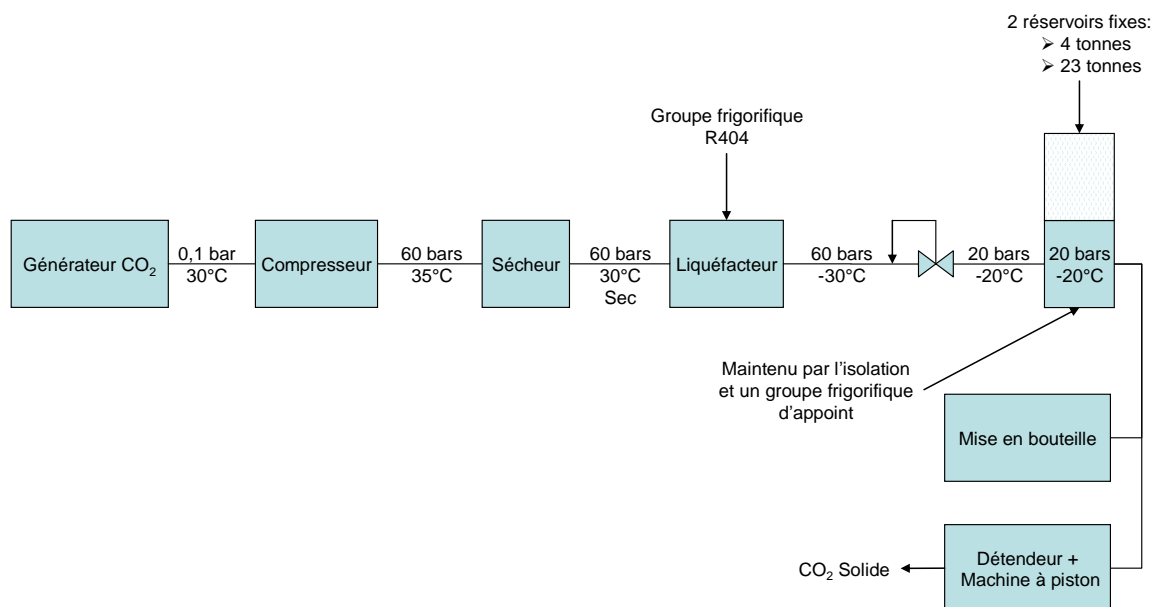 2 réservoirs fixes:
➢ 4 tonnes
➢ 23 tonnes
Groupe frigorifique
R404
Générateur CO₂
0,1 bar
30°C
Compresseur
60 bars
35°C
Sécheur
60 bars
30°C
Sec
Liquéfacteur
60 bars
-30°C
20 bars
-20°C
20 bars
-20°C
Maintenu par l'isolation
et un groupe frigorifique
d'appoint
Mise en bouteille
Détendeur +
Machine à piston
CO₂ Solide